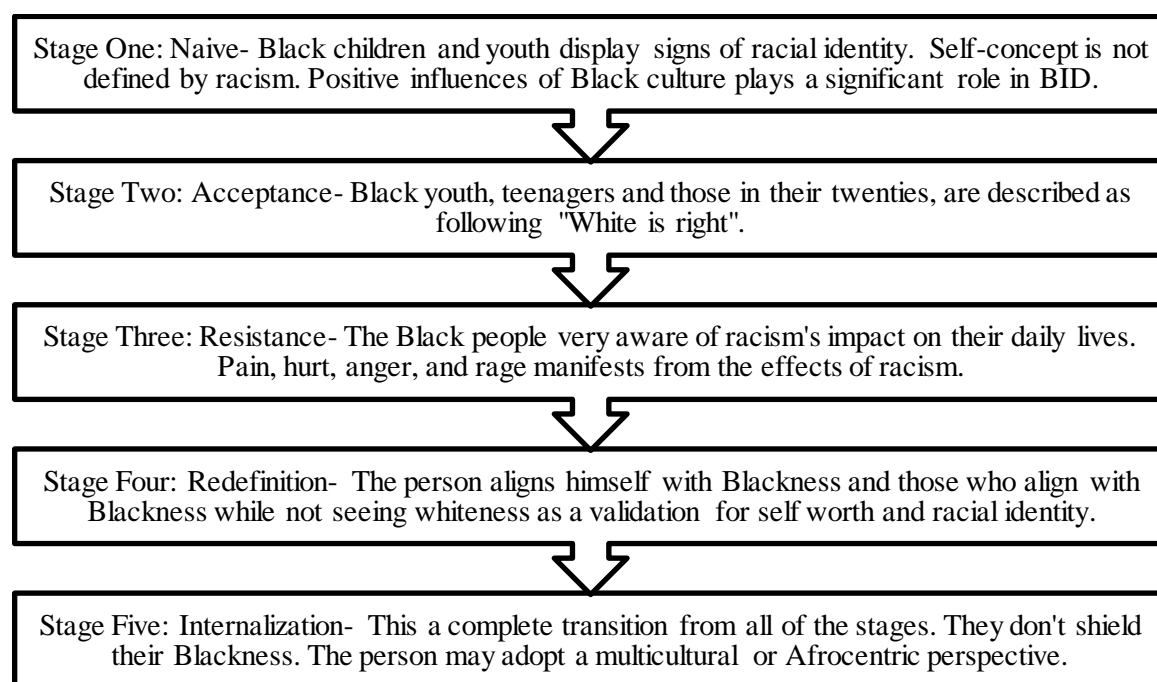 Stage One: Naive- Black children and youth display signs of racial identity. Self-concept is not
defined by racism. Positive influences of Black culture plays a significant role in BID.
Stage Two: Acceptance- Black youth, teenagers and those in their twenties, are described as
following "White is right".
Stage Three: Resistance- The Black people very aware of racism's impact on their daily lives.
Pain, hurt, anger, and rage manifests from the effects of racism.
Stage Four: Redefinition- The person aligns himself with Blackness and those who align with
Blackness while not seeing whiteness as a validation for self worth and racial identity.
Stage Five: Internalization- This a complete transition from all of the stages. They don't shield
their Blackness. The person may adopt a multicultural or Afrocentric perspective.